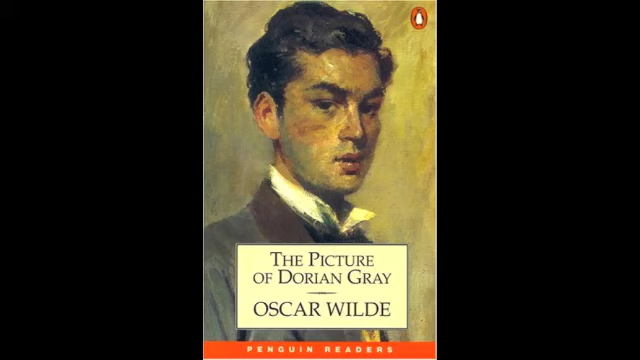 THE PICTURE
OF DORIAN GRAY
OSCAR WILDE
PENGUIN READERS